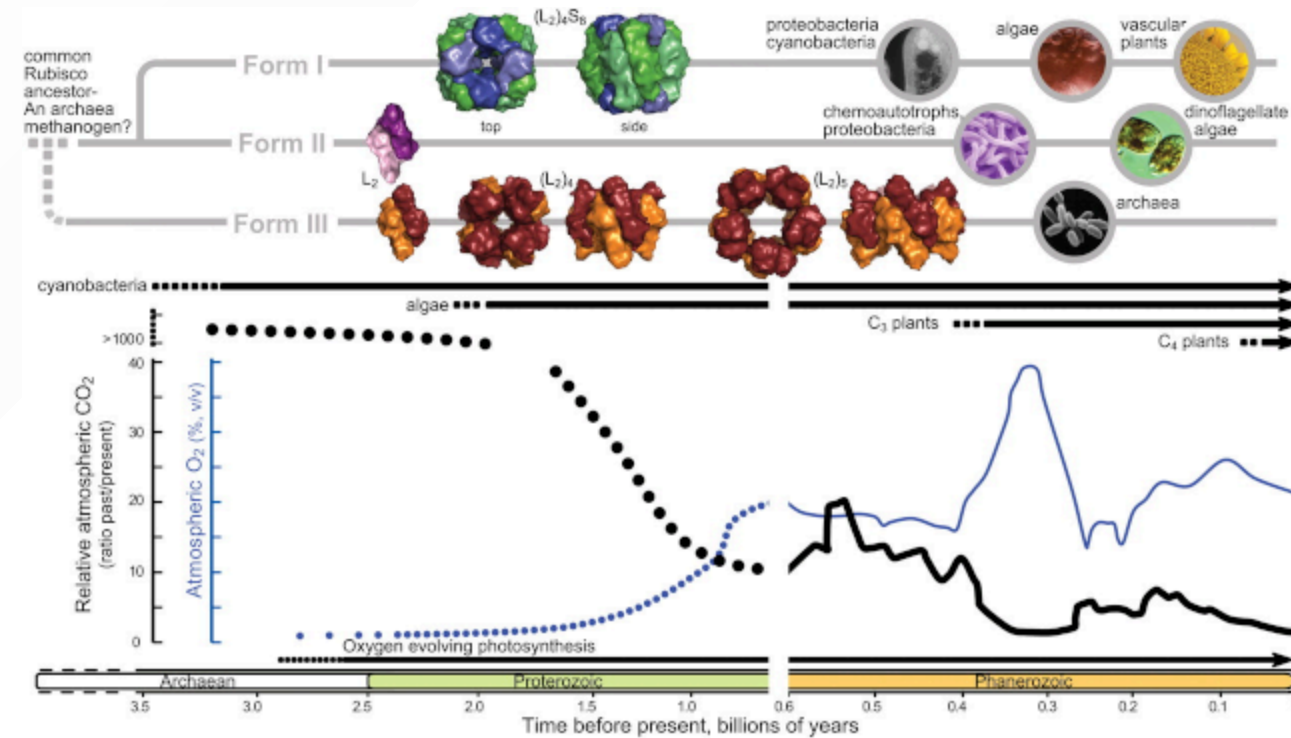 common
Rubisco
ancestor-
An archaea
methanogen?
Form I
(L2)4S8
top
side
proteobacteria
cyanobacteria
algae
vascular
plants
Form II
L2
chemoautotrophs,
proteobacteria
dinoflagellate
algae
Form III
(L2)4
(L2)5
archaea
cyanobacteria
algae
C3 plants
C4 plants
>1000
40
30
20
10
0
Relative atmospheric CO2
(ratio past/present)
Atmospheric O2 (%, v/v)
Oxygen evolving photosynthesis
Archaean
Proterozoic
Phanerozoic
3.5 3.0 2.5 2.0 1.5 1.0 0.6 0.5 0.4 0.3 0.2 0.1
Time before present, billions of years